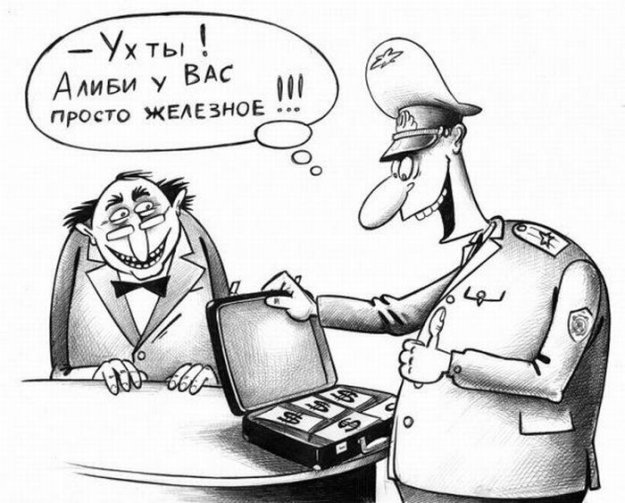 – Ух ты !
Алиби у Вас
просто железное !!!
$ $ $
$